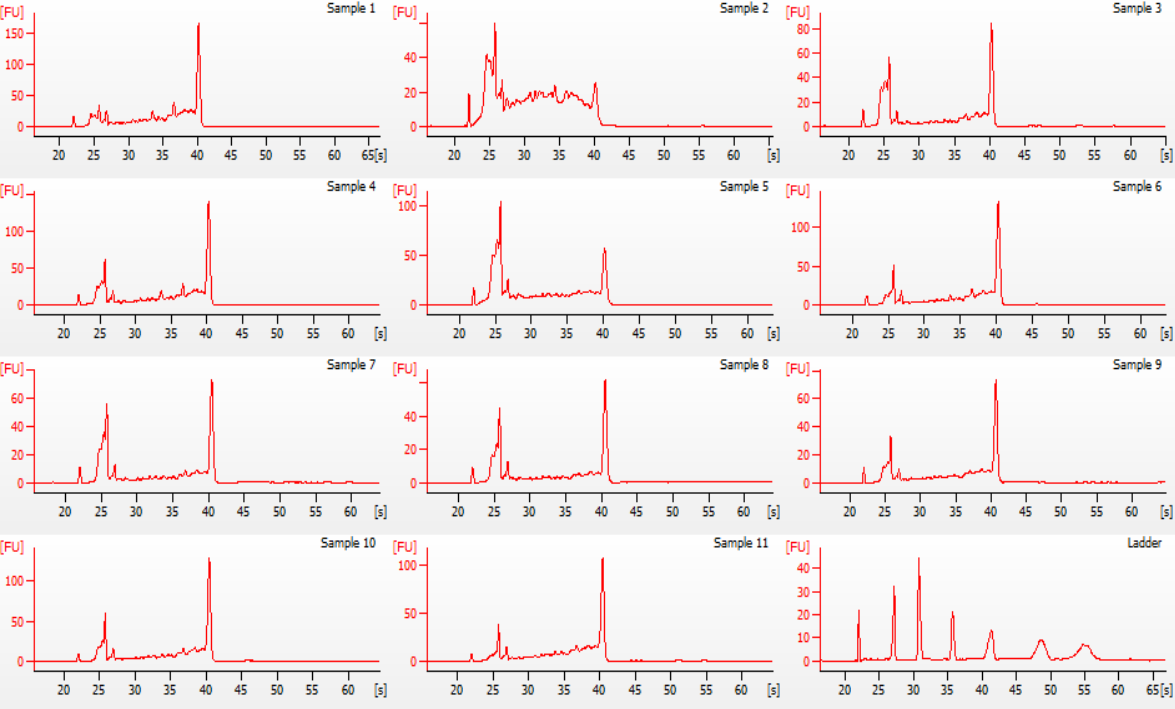 [FU] Sample 1
150
100
50
0
20 25 30 35 40 45 50 55 60 65[s]
[FU] Sample 2
40
20
0
20 25 30 35 40 45 50 55 60 [s]
[FU] Sample 3
80
60
40
20
0
20 25 30 35 40 45 50 55 60 [s]
[FU] Sample 4
100
50
0
20 25 30 35 40 45 50 55 60 [s]
[FU] Sample 5
100
50
0
20 25 30 35 40 45 50 55 60 [s]
[FU] Sample 6
100
50
0
20 25 30 35 40 45 50 55 60 [s]
[FU] Sample 7
60
40
20
0
20 25 30 35 40 45 50 55 60 [s]
[FU] Sample 8
40
20
0
20 25 30 35 40 45 50 55 60 [s]
[FU] Sample 9
60
40
20
0
20 25 30 35 40 45 50 55 60 [s]
[FU] Sample 10
100
50
0
20 25 30 35 40 45 50 55 60 [s]
[FU] Sample 11
100
50
0
20 25 30 35 40 45 50 55 60 [s]
[FU] Ladder
40
30
20
10
0
20 25 30 35 40 45 50 55 60 65[s]